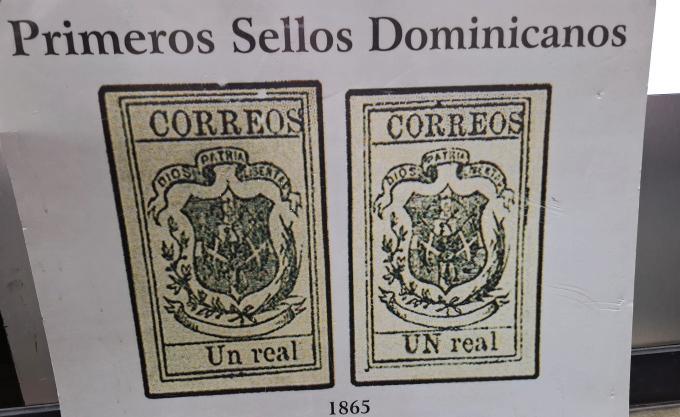 Primeros Sellos Dominicanos
CORREOS
DIOS PATRIA LIBERTAD
Un real
CORREOS
DIOS PATRIA LIBERTAD
UN real
1865